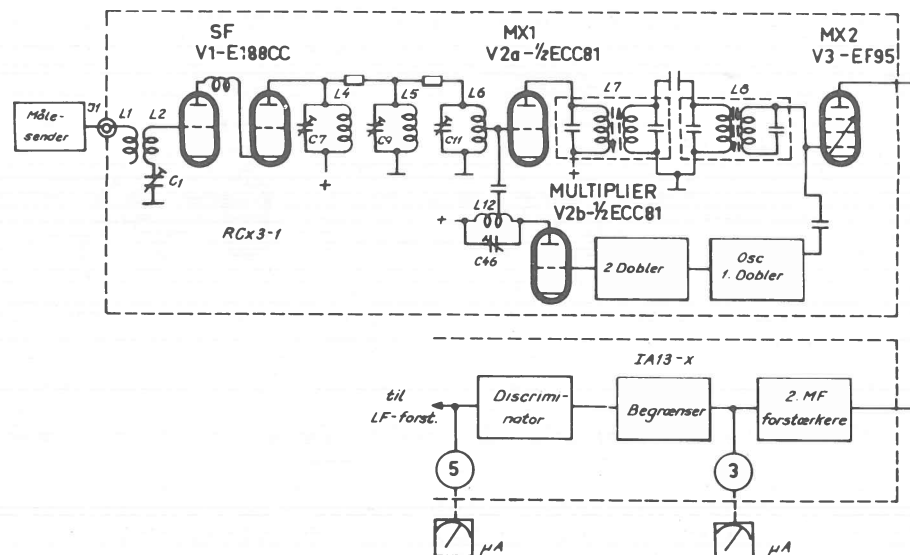 SF
V1-E188CC
MX1
V2a-½ECC81
MX2
V3-EF95
Måle-
sender
J1
L1
L2
C1
L4
L5
L6
C7
C9
C11
L7
L8
+
+
RCx3-1
MULTIPLIER
V2b-½ECC81
L12
+
C46
2 Dobler
Osc
1. Dobler
IA13-x
til
LF-forst.
Discrimi-
nator
Begrænser
2. MF
forstærkere
5
3
µA
µA